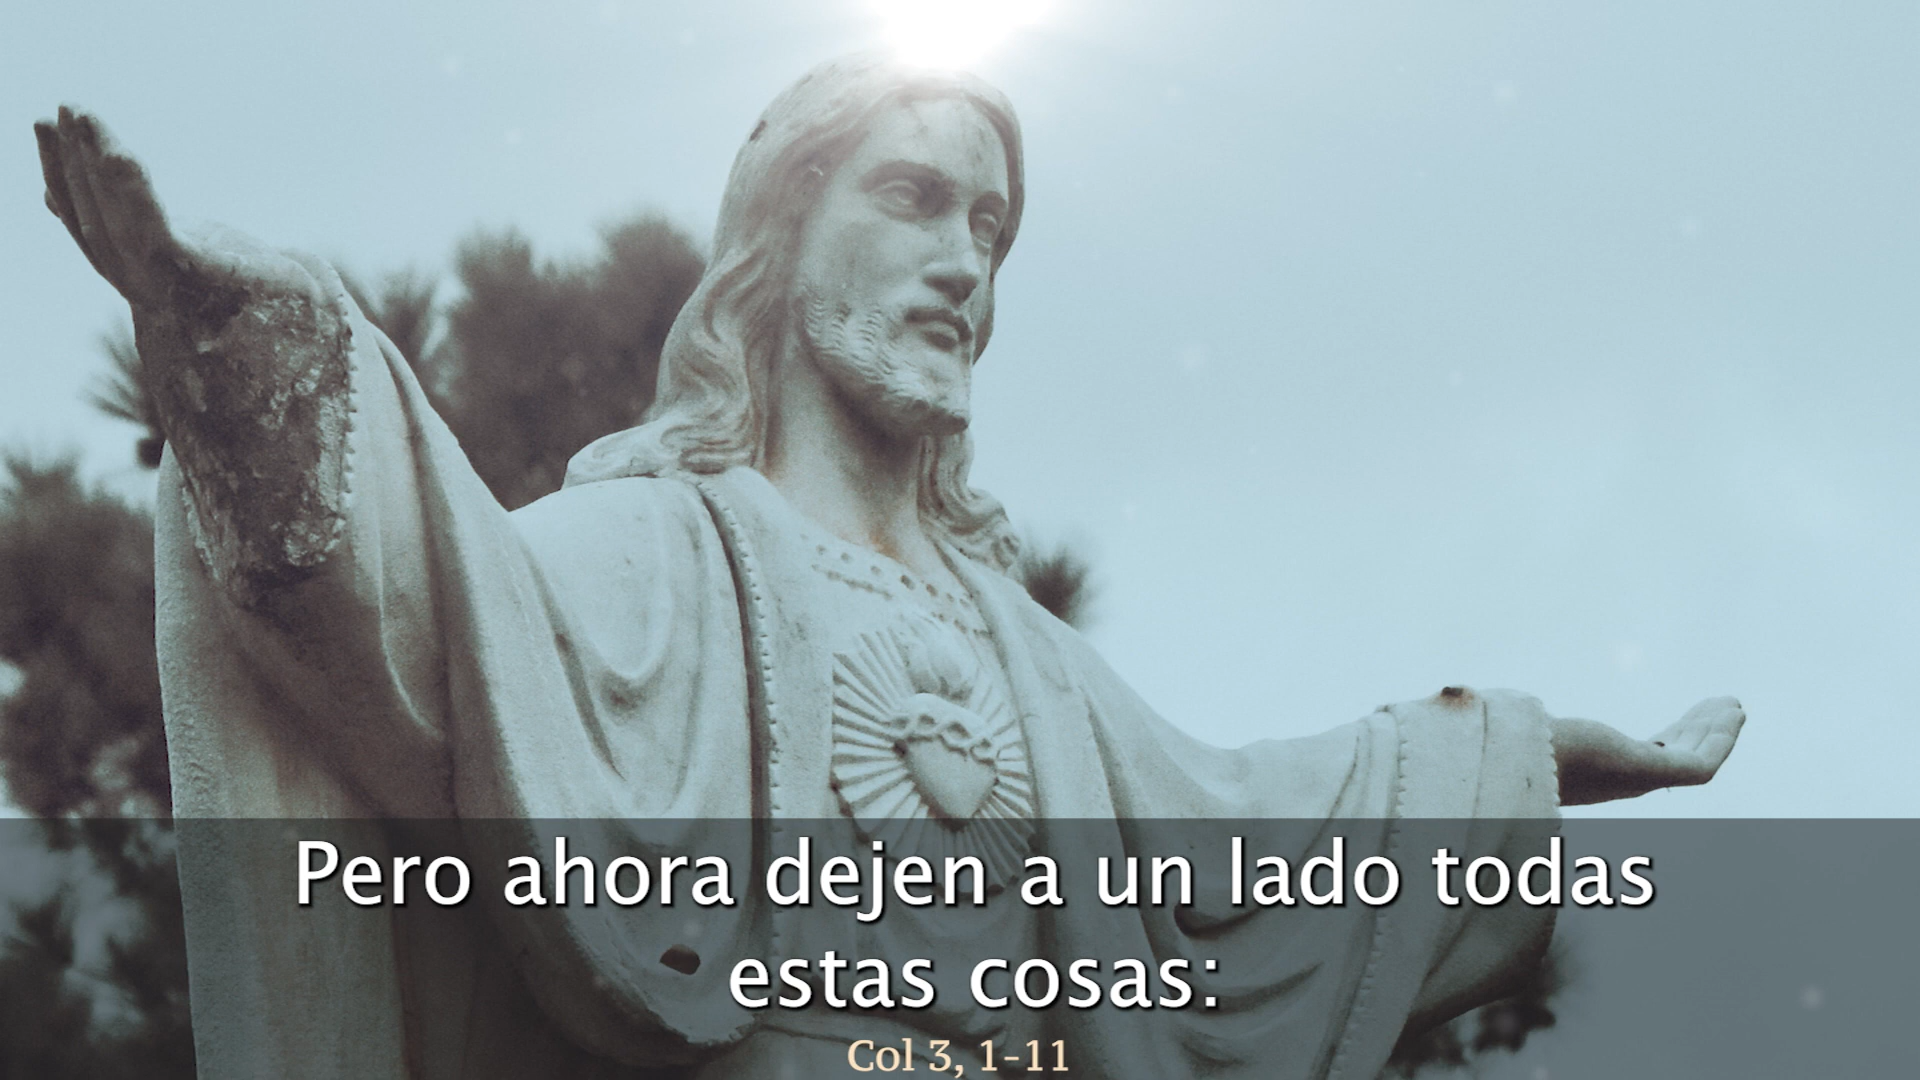 Pero ahora dejen a un lado todas
estas cosas:
Col 3, 1-11